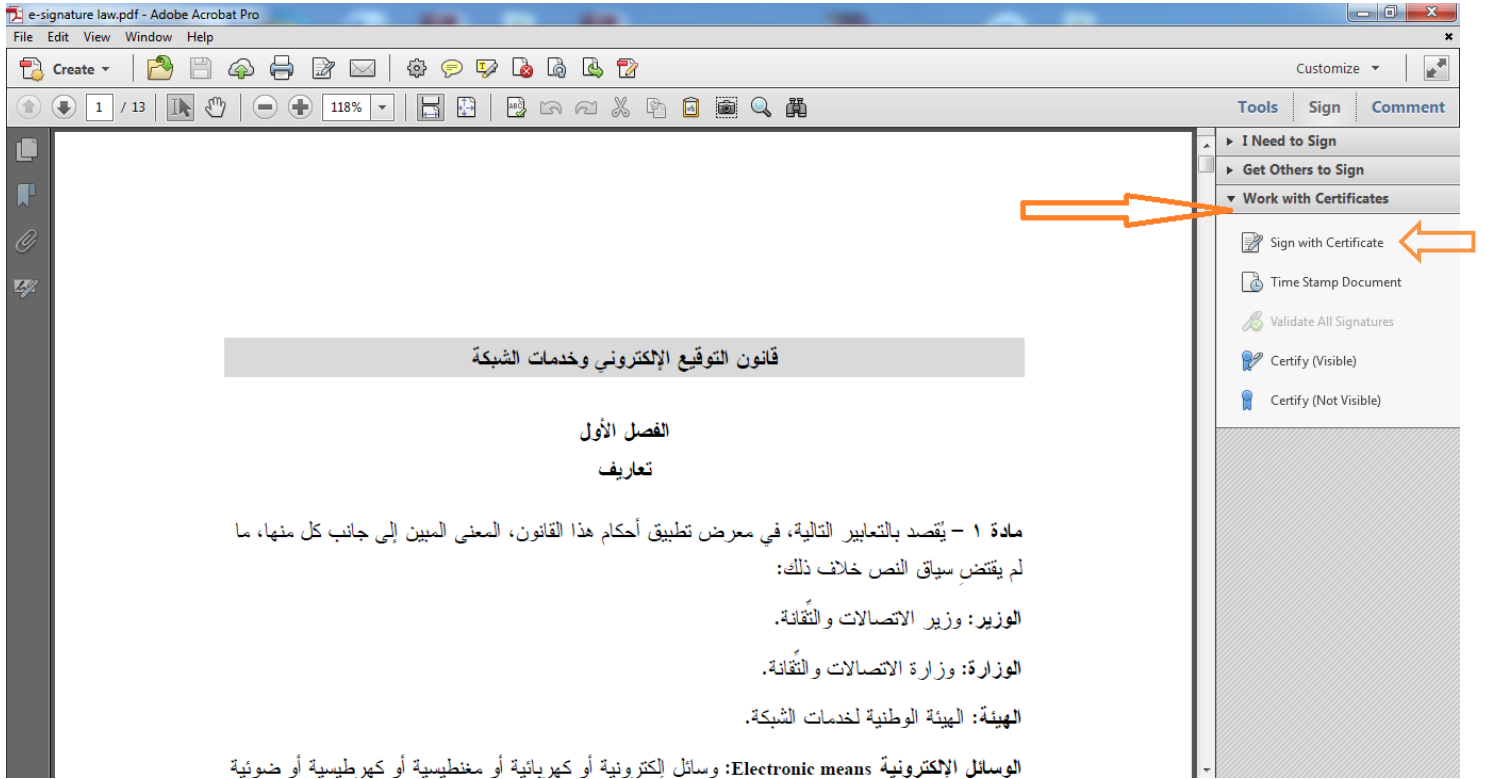 e-signature law.pdf - Adobe Acrobat Pro
File Edit View Window Help
Create
Customize
1 / 13
118%
Tools Sign Comment
I Need to Sign
Get Others to Sign
Work with Certificates
Sign with Certificate
Time Stamp Document
Validate All Signatures
Certify (Visible)
Certify (Not Visible)
قانون التوقيع الإلكتروني وخدمات الشبكة
الفصل الأول
تعاريف
مادة ١ – يُقصد بالتعابير التالية، في معرض تطبيق أحكام هذا القانون، المعنى المبين إلى جانب كل منها، ما
لم يقتضِ سياق النص خلاف ذلك:
الوزير: وزير الاتصالات والتِّقانة.
الوزارة: وزارة الاتصالات والتِّقانة.
الهيئة: الهيئة الوطنية لخدمات الشبكة.
الوسائل الإلكترونية Electronic means: وسائل إلكترونية أو كهربائية أو مغنطيسية أو كهرطيسية أو ضوئية